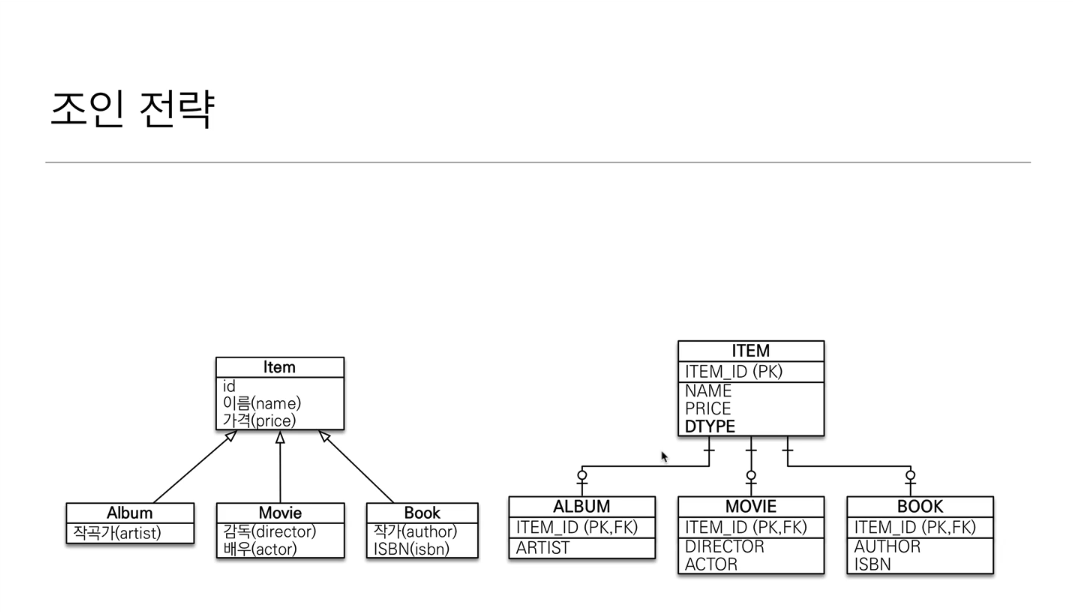 조인 전략
Item
id
이름(name)
가격(price)
Album
작곡가(artist)
Movie
감독(director)
배우(actor)
Book
작가(author)
ISBN(isbn)
ITEM
ITEM_ID (PK)
NAME
PRICE
DTYPE
ALBUM
ITEM_ID (PK,FK)
ARTIST
MOVIE
ITEM_ID (PK,FK)
DIRECTOR
ACTOR
BOOK
ITEM_ID (PK,FK)
AUTHOR
ISBN